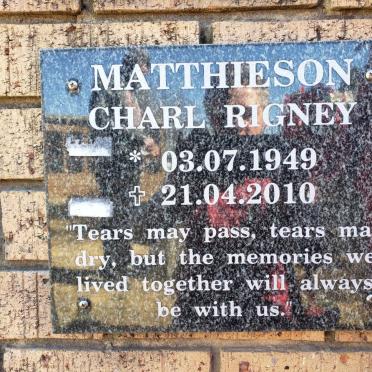 MATTHIESON
CHARL RIGNEY
* 03.07.1949
✝ 21.04.2010
"Tears may pass, tears ma
dry, but the memories we
lived together will always
be with us."